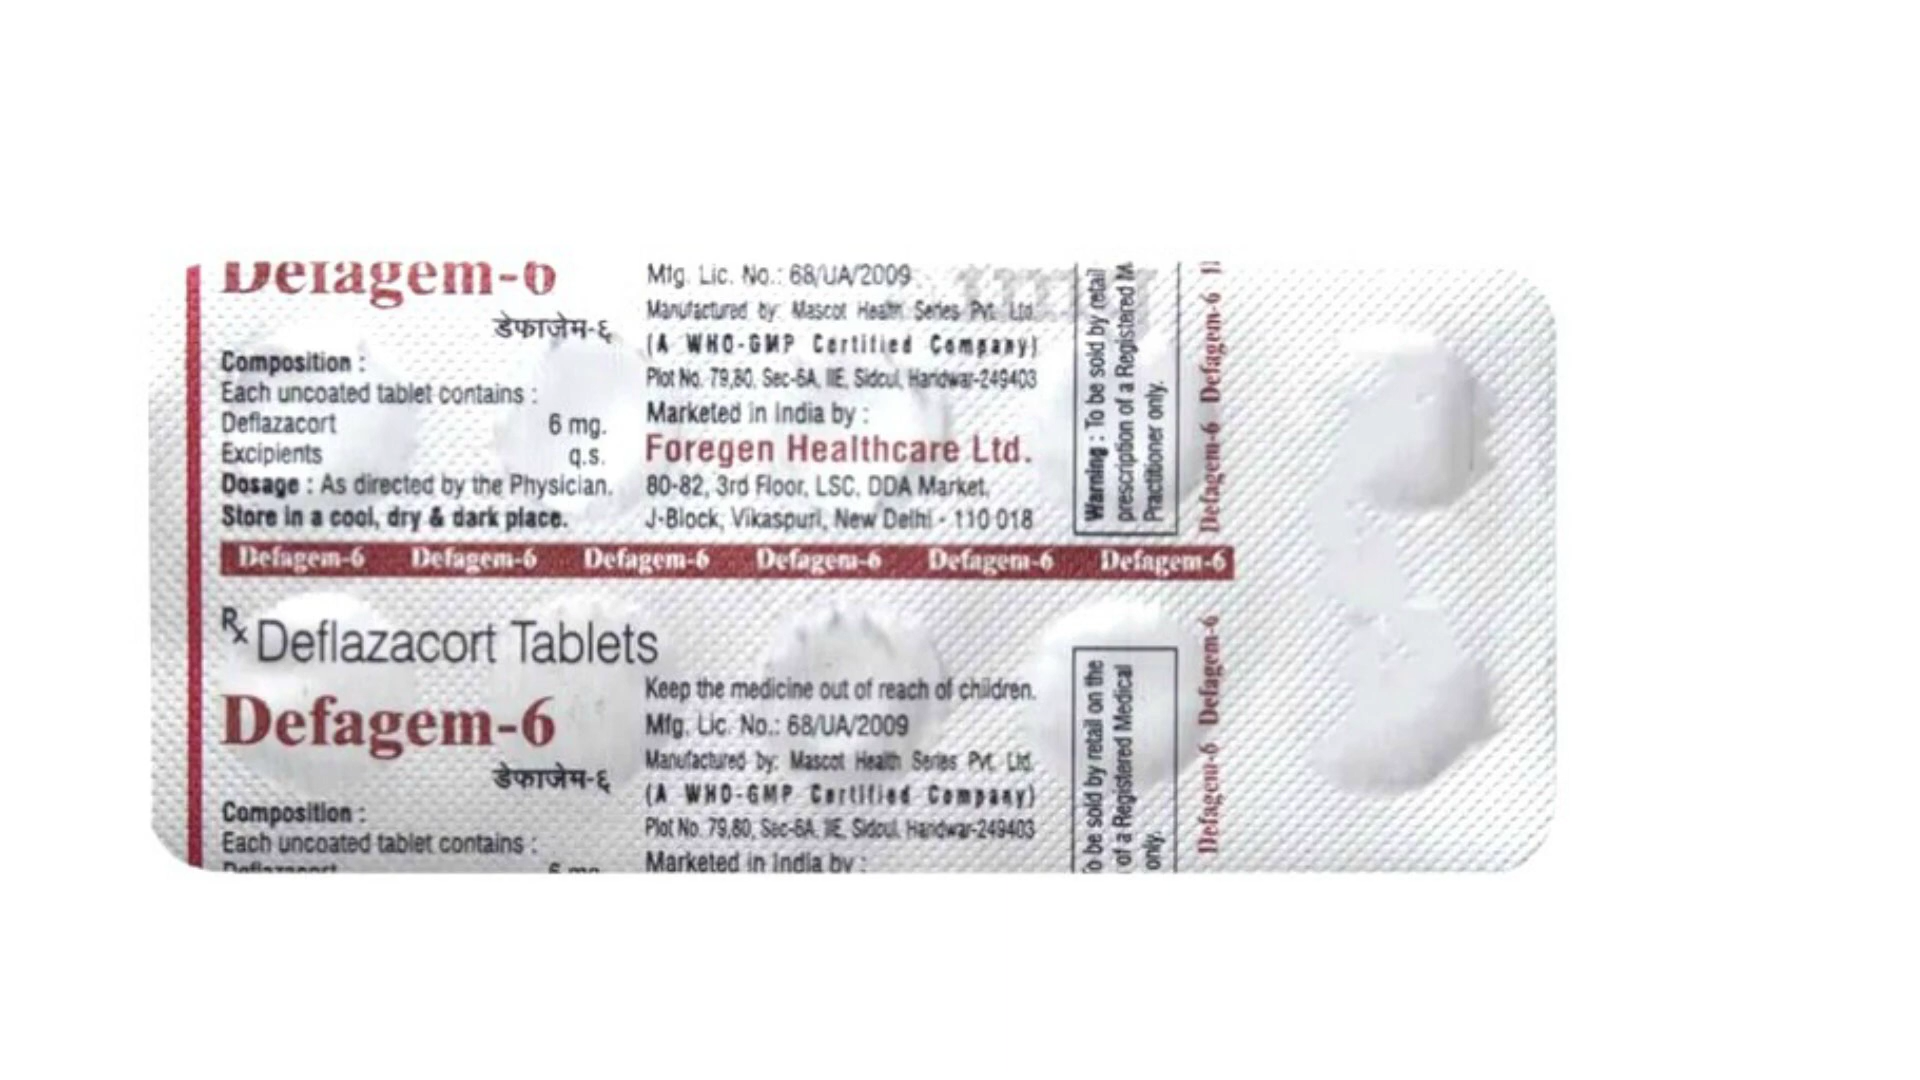 Defagem-6
डेफाजेम-६
Composition :
Each uncoated tablet contains :
Deflazacort 6 mg.
Excipients q.s.
Dosage : As directed by the Physician.
Store in a cool, dry & dark place.
Mfg. Lic. No.: 68/UA/2009
Manufactured by: Mascot Health Series Pvt. Ltd.
(A WHO-GMP Certified Company)
Plot No. 79,80, Sec-6A, IIE, Sidcul, Haridwar-249403
Marketed in India by :
Foregen Healthcare Ltd.
80-82, 3rd Floor, LSC, DDA Market,
J-Block, Vikaspuri, New Delhi - 110 018
Warning : To be sold by retail
prescription of a Registered M
Practitioner only.
Defagem-6 Defagem-6
Defagem-6 Defagem-6 Defagem-6 Defagem-6 Defagem-6 Defagem-6
Rx Deflazacort Tablets
Defagem-6
डेफाजेम-६
Composition :
Each uncoated tablet contains :
Deflazacort 6 mg
Keep the medicine out of reach of children.
Mfg. Lic. No.: 68/UA/2009
Manufactured by: Mascot Health Series Pvt. Ltd.
(A WHO-GMP Certified Company)
Plot No. 79,80, Sec-6A, IIE, Sidcul, Haridwar-249403
Marketed in India by :
o be sold by retail on the
of a Registered Medical
only.
Defagem-6 Defagem-6